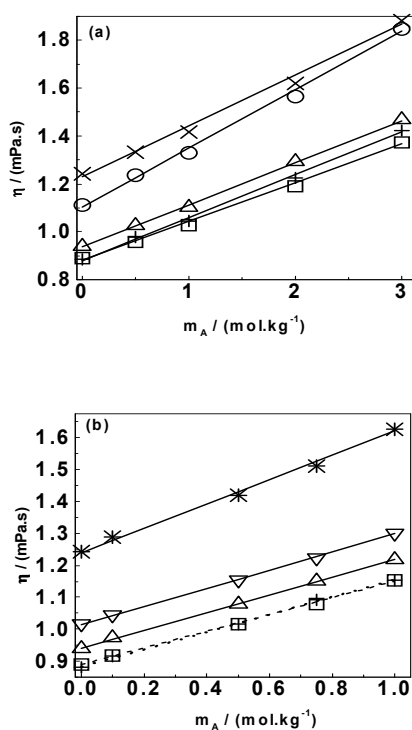 (a)
1.8
1.6
1.4
1.2
1.0
0.8
η / (mPa.s)
0 1 2 3
m_A / (mol.kg⁻¹)
(b)
1.6
1.5
1.4
1.3
1.2
1.1
1.0
0.9
η / (mPa.s)
0.0 0.2 0.4 0.6 0.8 1.0
m_A / (mol.kg⁻¹)